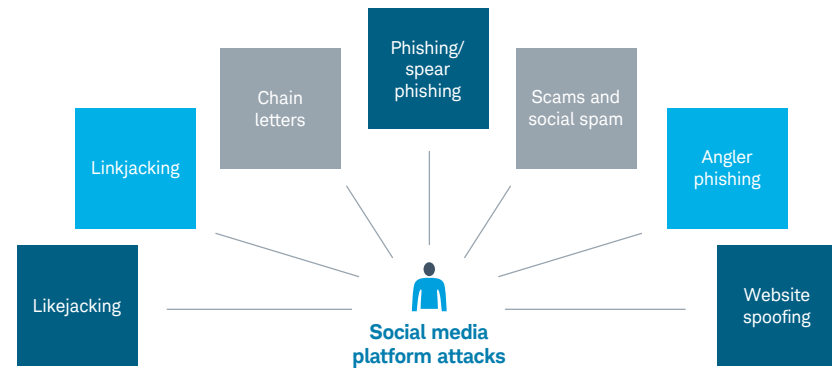 Phishing/
spear
phishing
Chain
letters
Scams and
social spam
Linkjacking
Angler
phishing
Likejacking
Website
spoofing
Social media
platform attacks